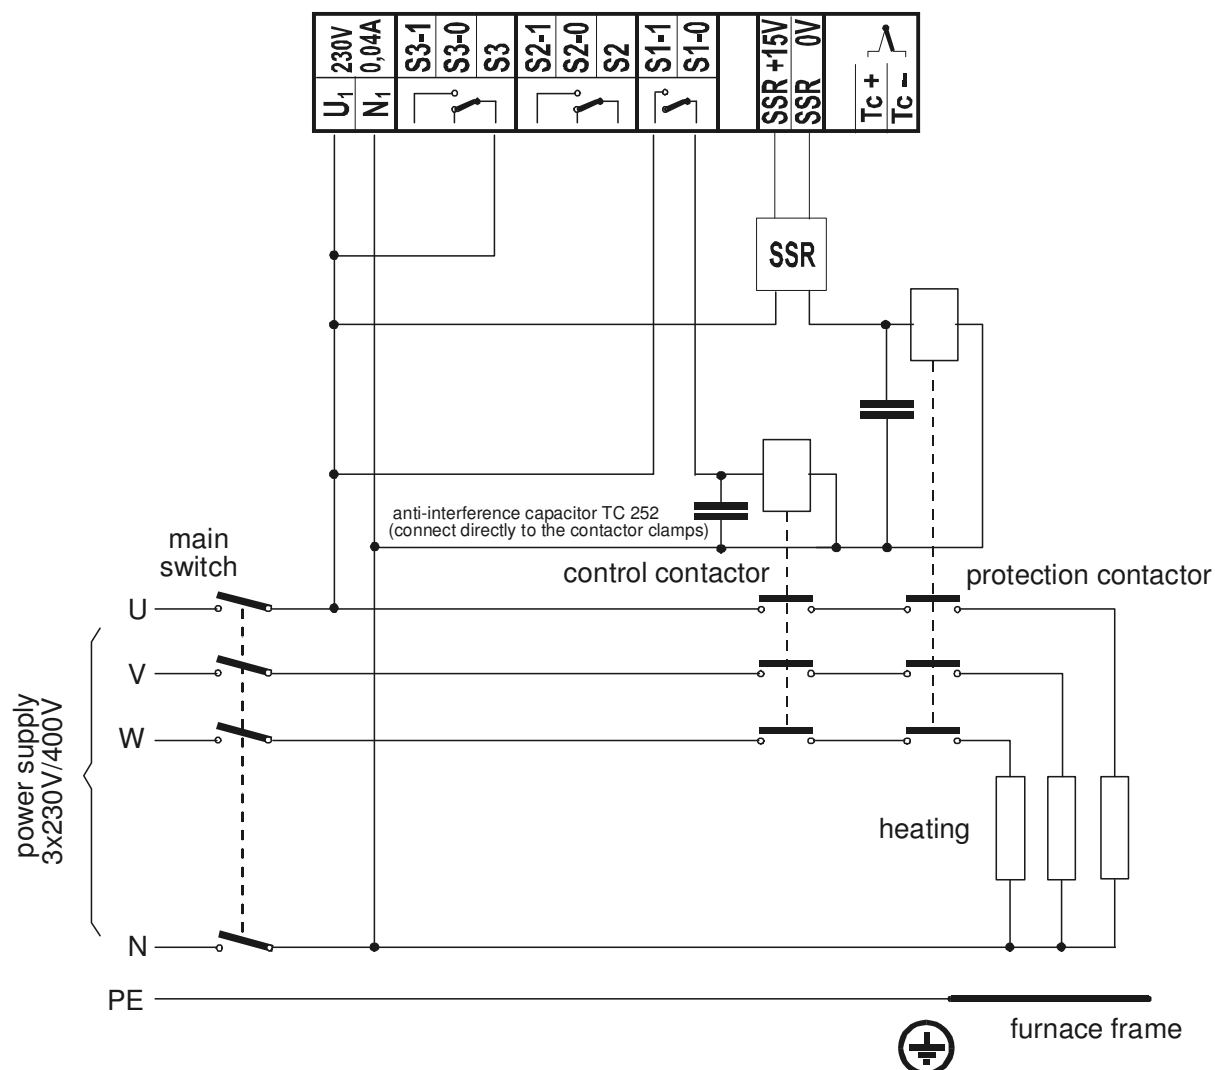 U1 230V
N1 0,04A
S3-1
S3-0
S3
S2-1
S2-0
S2
S1-1
S1-0
SSR +15V
SSR 0V
Tc +
Tc -
SSR
anti-interference capacitor TC 252
(connect directly to the contactor clamps)
main
switch
control contactor
protection contactor
U
V
W
power supply
3x230V/400V
heating
N
PE
furnace frame